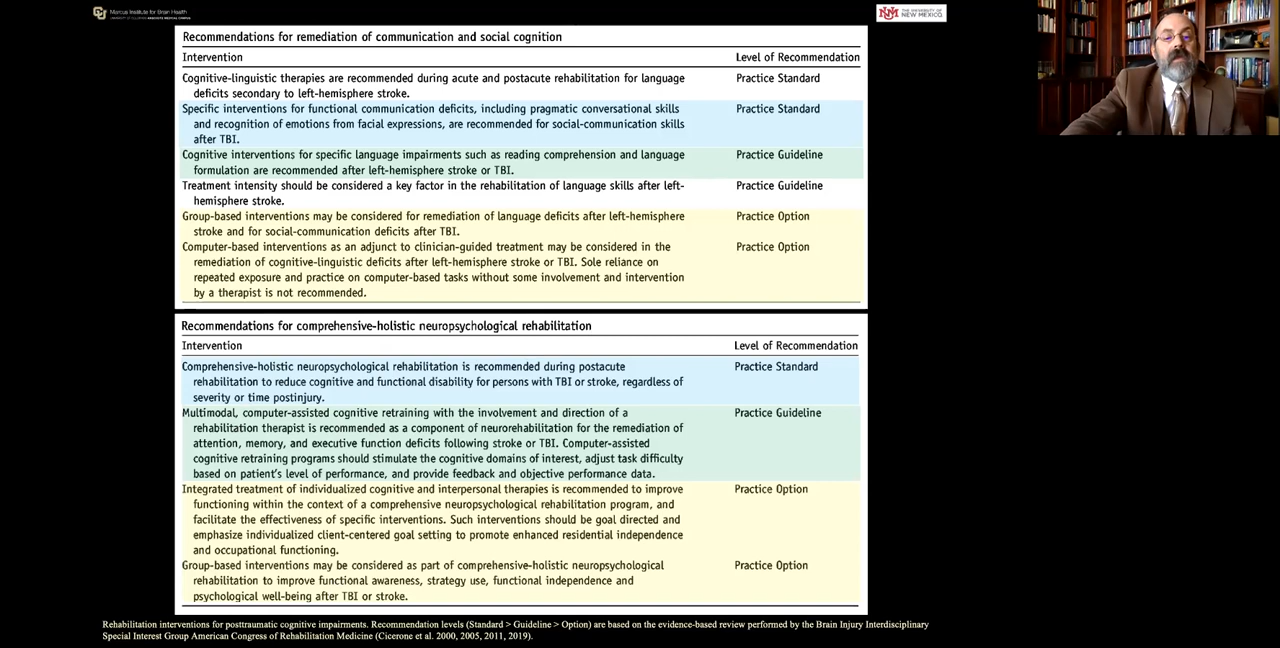 Marcus Institute for Brain Health
UNIVERSITY OF COLORADO ANSCHUTZ MEDICAL CAMPUS
UNM
THE UNIVERSITY OF
NEW MEXICO.
Recommendations for remediation of communication and social cognition
Intervention Level of Recommendation
Cognitive-linguistic therapies are recommended during acute and postacute rehabilitation for language Practice Standard
deficits secondary to left-hemisphere stroke.
Specific interventions for functional communication deficits, including pragmatic conversational skills Practice Standard
and recognition of emotions from facial expressions, are recommended for social-communication skills
after TBI.
Cognitive interventions for specific language impairments such as reading comprehension and language Practice Guideline
formulation are recommended after left-hemisphere stroke or TBI.
Treatment intensity should be considered a key factor in the rehabilitation of language skills after left- Practice Guideline
hemisphere stroke.
Group-based interventions may be considered for remediation of language deficits after left-hemisphere Practice Option
stroke and for social-communication deficits after TBI.
Computer-based interventions as an adjunct to clinician-guided treatment may be considered in the Practice Option
remediation of cognitive-linguistic deficits after left-hemisphere stroke or TBI. Sole reliance on
repeated exposure and practice on computer-based tasks without some involvement and intervention
by a therapist is not recommended.
Recommendations for comprehensive-holistic neuropsychological rehabilitation
Intervention Level of Recommendation
Comprehensive-holistic neuropsychological rehabilitation is recommended during postacute Practice Standard
rehabilitation to reduce cognitive and functional disability for persons with TBI or stroke, regardless of
severity or time postinjury.
Multimodal, computer-assisted cognitive retraining with the involvement and direction of a Practice Guideline
rehabilitation therapist is recommended as a component of neurorehabilitation for the remediation of
attention, memory, and executive function deficits following stroke or TBI. Computer-assisted
cognitive retraining programs should stimulate the cognitive domains of interest, adjust task difficulty
based on patient's level of performance, and provide feedback and objective performance data.
Integrated treatment of individualized cognitive and interpersonal therapies is recommended to improve Practice Option
functioning within the context of a comprehensive neuropsychological rehabilitation program, and
facilitate the effectiveness of specific interventions. Such interventions should be goal directed and
emphasize individualized client-centered goal setting to promote enhanced residential independence
and occupational functioning.
Group-based interventions may be considered as part of comprehensive-holistic neuropsychological Practice Option
rehabilitation to improve functional awareness, strategy use, functional independence and
psychological well-being after TBI or stroke.
Rehabilitation interventions for posttraumatic cognitive impairments. Recommendation levels (Standard > Guideline > Option) are based on the evidence-based review performed by the Brain Injury Interdisciplinary
Special Interest Group American Congress of Rehabilitation Medicine (Cicerone et al. 2000, 2005, 2011, 2019).